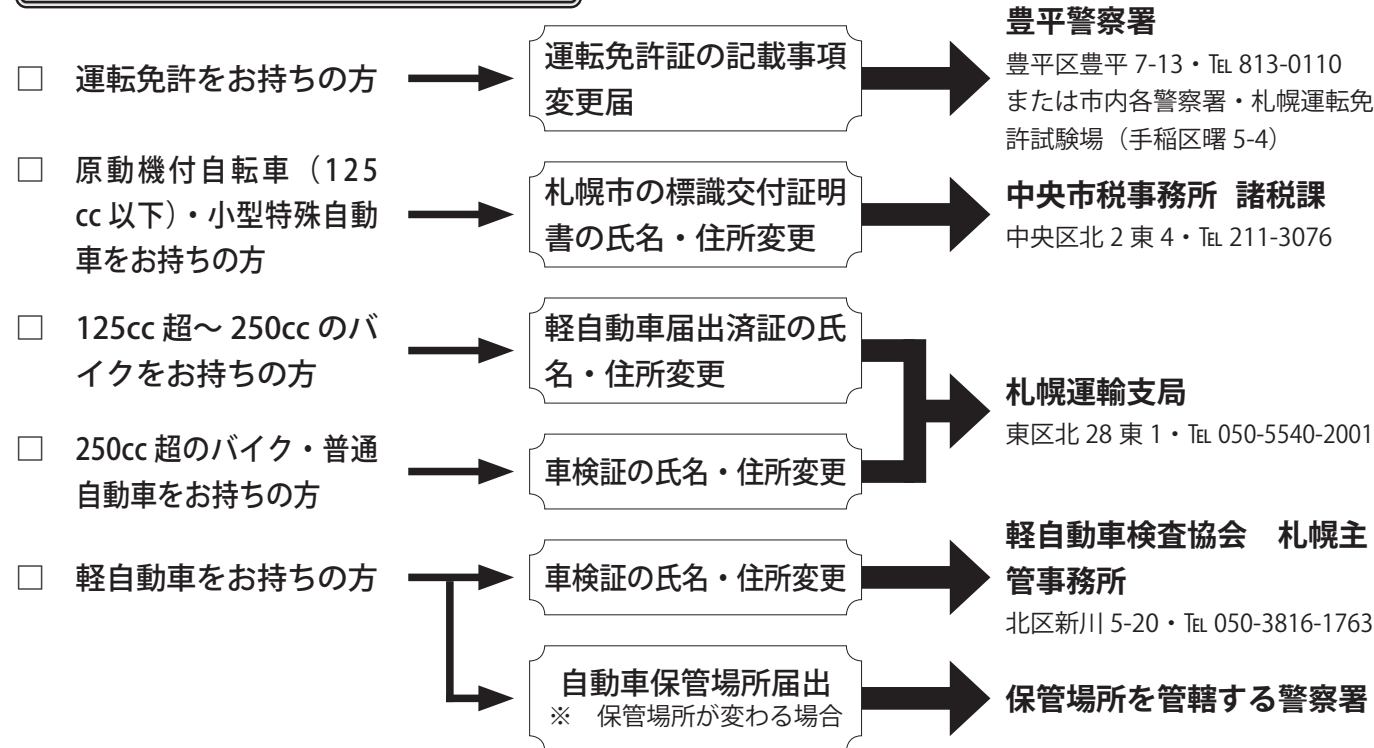 □ 運転免許をお持ちの方
運転免許証の記載事項
変更届
豊平警察署
豊平区豊平 7-13・℡ 813-0110
または市内各警察署・札幌運転免
許試験場（手稲区曙 5-4）
□ 原動機付自転車（125
cc 以下）・小型特殊自動
車をお持ちの方
札幌市の標識交付証明
書の氏名・住所変更
中央市税事務所 諸税課
中央区北 2 東 4・℡ 211-3076
□ 125cc 超～ 250cc のバ
イクをお持ちの方
軽自動車届出済証の氏
名・住所変更
□ 250cc 超のバイク・普通
自動車をお持ちの方
車検証の氏名・住所変更
札幌運輸支局
東区北 28 東 1・℡ 050-5540-2001
□ 軽自動車をお持ちの方
車検証の氏名・住所変更
軽自動車検査協会　札幌主
管事務所
北区新川 5-20・℡ 050-3816-1763
自動車保管場所届出
※　保管場所が変わる場合
保管場所を管轄する警察署